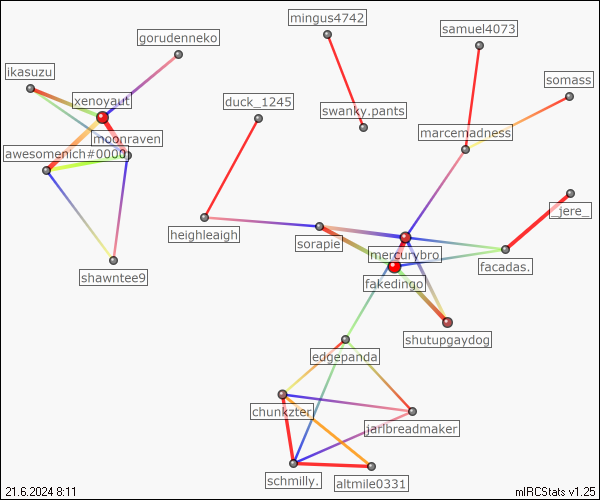 mingus4742
gorudenneko
samuel4073
ikasuzu
somass
xenoyaut
duck_1245
swanky.pants
marcemadness
moonraven
awesomenich#0000
_jere_
heighleaigh
sorapie
mercurybro
shawntee9
facadas.
fakedingo
shutupgaydog
edgepanda
chunkzter
jarlbreadmaker
schmilly.
altmile0331
21.6.2024 8:11
mIRCStats v1.25